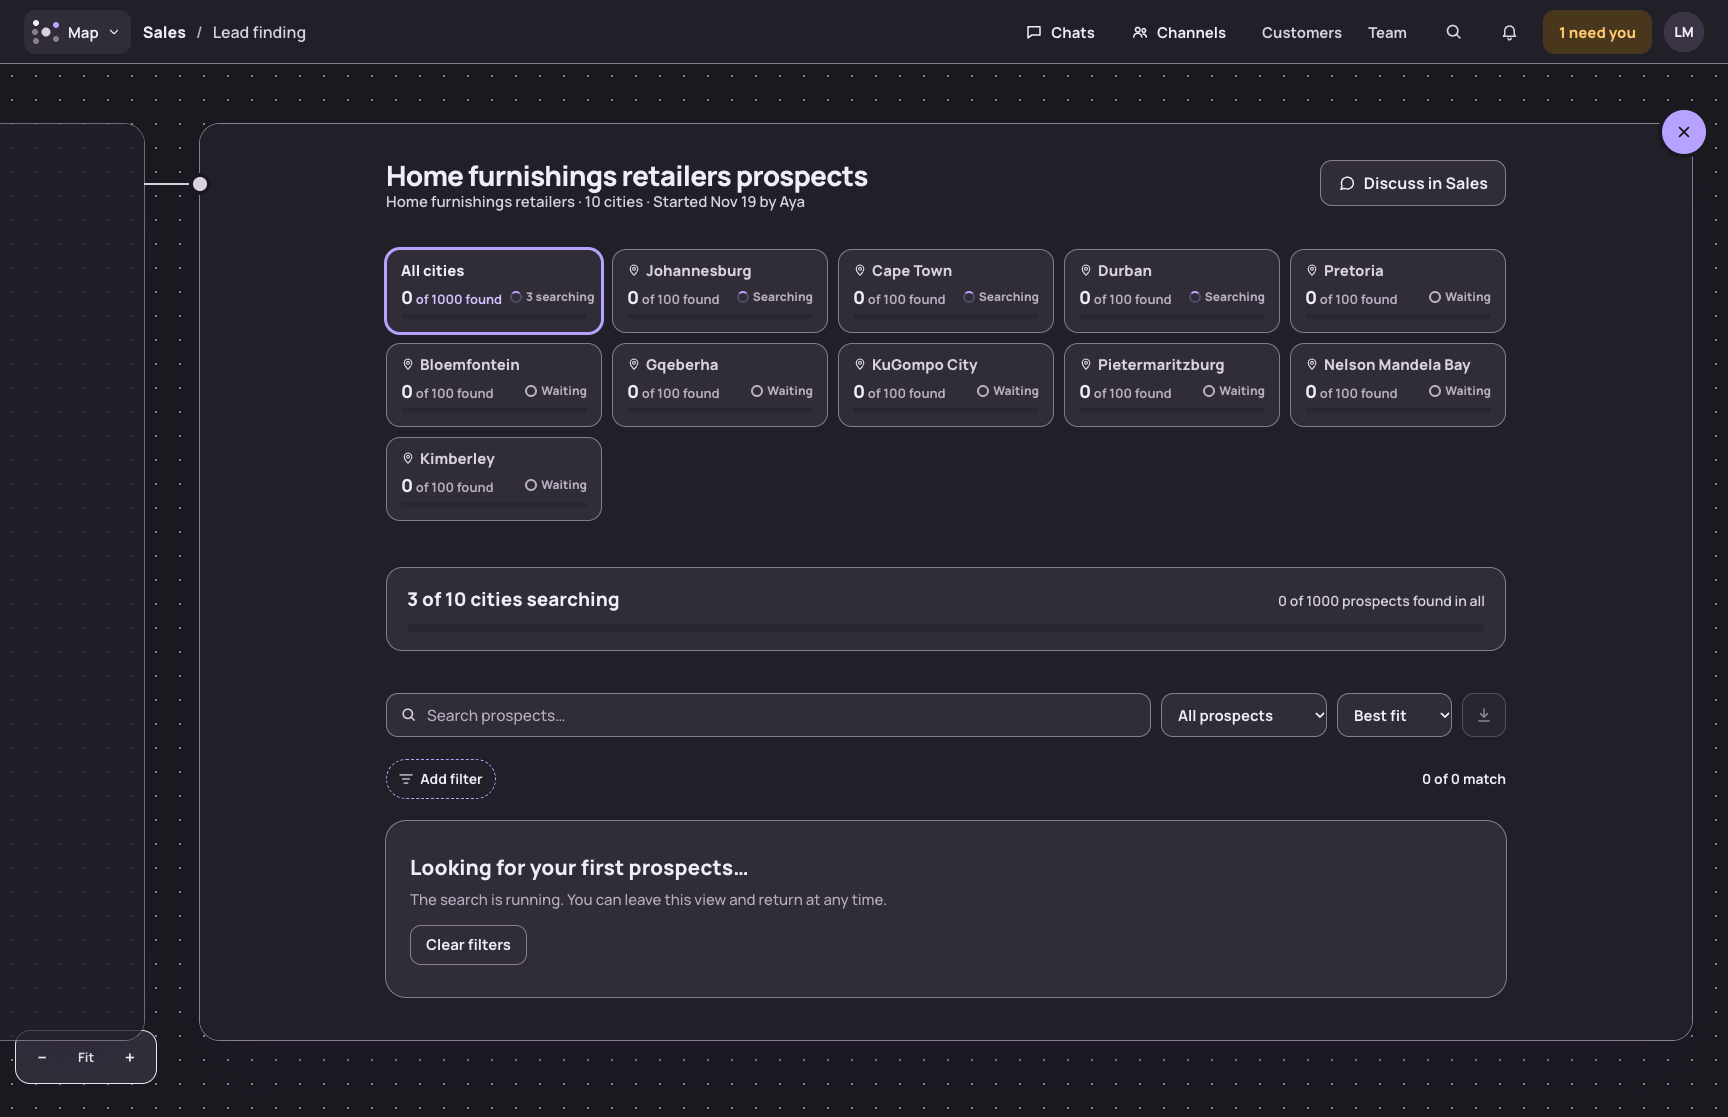 Map
Sales / Lead finding
Chats
Channels
Customers
Team
1 need you
LM
Home furnishings retailers prospects
Home furnishings retailers · 10 cities · Started Nov 19 by Aya
Discuss in Sales
All cities
0 of 1000 found
3 searching
Johannesburg
0 of 100 found
Searching
Cape Town
0 of 100 found
Searching
Durban
0 of 100 found
Searching
Pretoria
0 of 100 found
Waiting
Bloemfontein
0 of 100 found
Waiting
Gqeberha
0 of 100 found
Waiting
KuGompo City
0 of 100 found
Waiting
Pietermaritzburg
0 of 100 found
Waiting
Nelson Mandela Bay
0 of 100 found
Waiting
Kimberley
0 of 100 found
Waiting
3 of 10 cities searching
0 of 1000 prospects found in all
Search prospects…
All prospects
Best fit
Add filter
0 of 0 match
Looking for your first prospects…
The search is running. You can leave this view and return at any time.
Clear filters
− Fit +